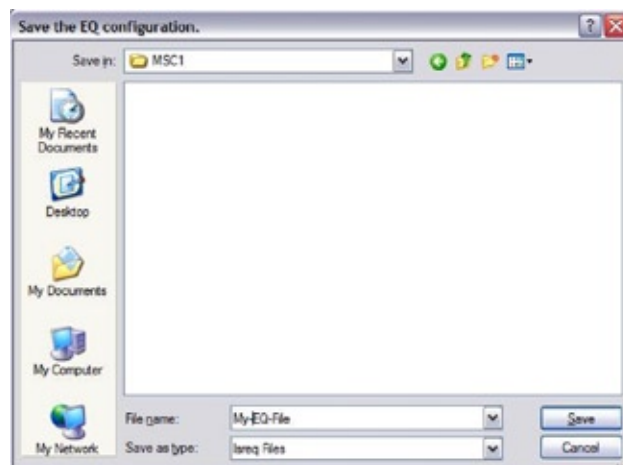 Save the EQ configuration.
Save in:
MSC1
My Recent
Documents
Desktop
My Documents
My Computer
My Network
File name:
My-EQ-File
Save
Save as type:
lsreq Files
Cancel